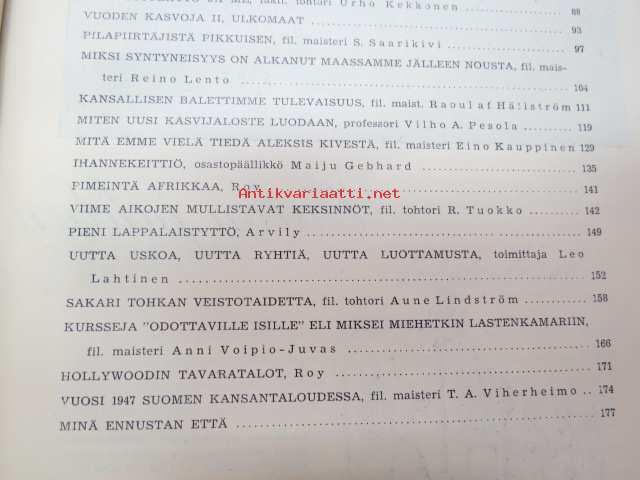 Urho Kekkonen 88
VUODEN KASVOJA II, ULKOMAAT 93
PILAPIIRTÄJISTÄ PIKKUISEN, fil. maisteri S. Saarikivi 97
MIKSI SYNTYNEISYYS ON ALKANUT MAASSAMME JÄLLEEN NOUSTA, fil. mais-
teri Reino Lento 104
KANSALLISEN BALETTIMME TULEVAISUUS, fil. maist. Raoul af Hällström 111
MITEN UUSI KASVIJALOSTE LUODAAN, professori Vilho A. Pesola 119
MITÄ EMME VIELÄ TIEDÄ ALEKSIS KIVESTÄ, fil. maisteri Eino Kauppinen 129
IHANNEKEITTIÖ, osastopäällikkö Maiju Gebhard 135
PIMEINTÄ AFRIKKAA, Roy 141
Antikvariaatti.net
VIIME AIKOJEN MULLISTAVAT KEKSINNÖT, fil. tohtori R. Tuokko 142
PIENI LAPPALAISTYTTÖ, Arvily 149
UUTTA USKOA, UUTTA RYHTIÄ, UUTTA LUOTTAMUSTA, toimittaja Leo
Lahtinen 152
SAKARI TOHKAN VEISTOTAIDETTA, fil. tohtori Aune Lindström 158
KURSSEJA "ODOTTAVILLE ISILLE" ELI MIKSEI MIEHETKIN LASTENKAMARIIN,
fil. maisteri Anni Voipio-Juvas 166
HOLLYWOODIN TAVARATALOT, Roy 171
VUOSI 1947 SUOMEN KANSANTALOUDESSA, fil. maisteri T. A. Viherheimo 174
MINÄ ENNUSTAN ETTÄ 177